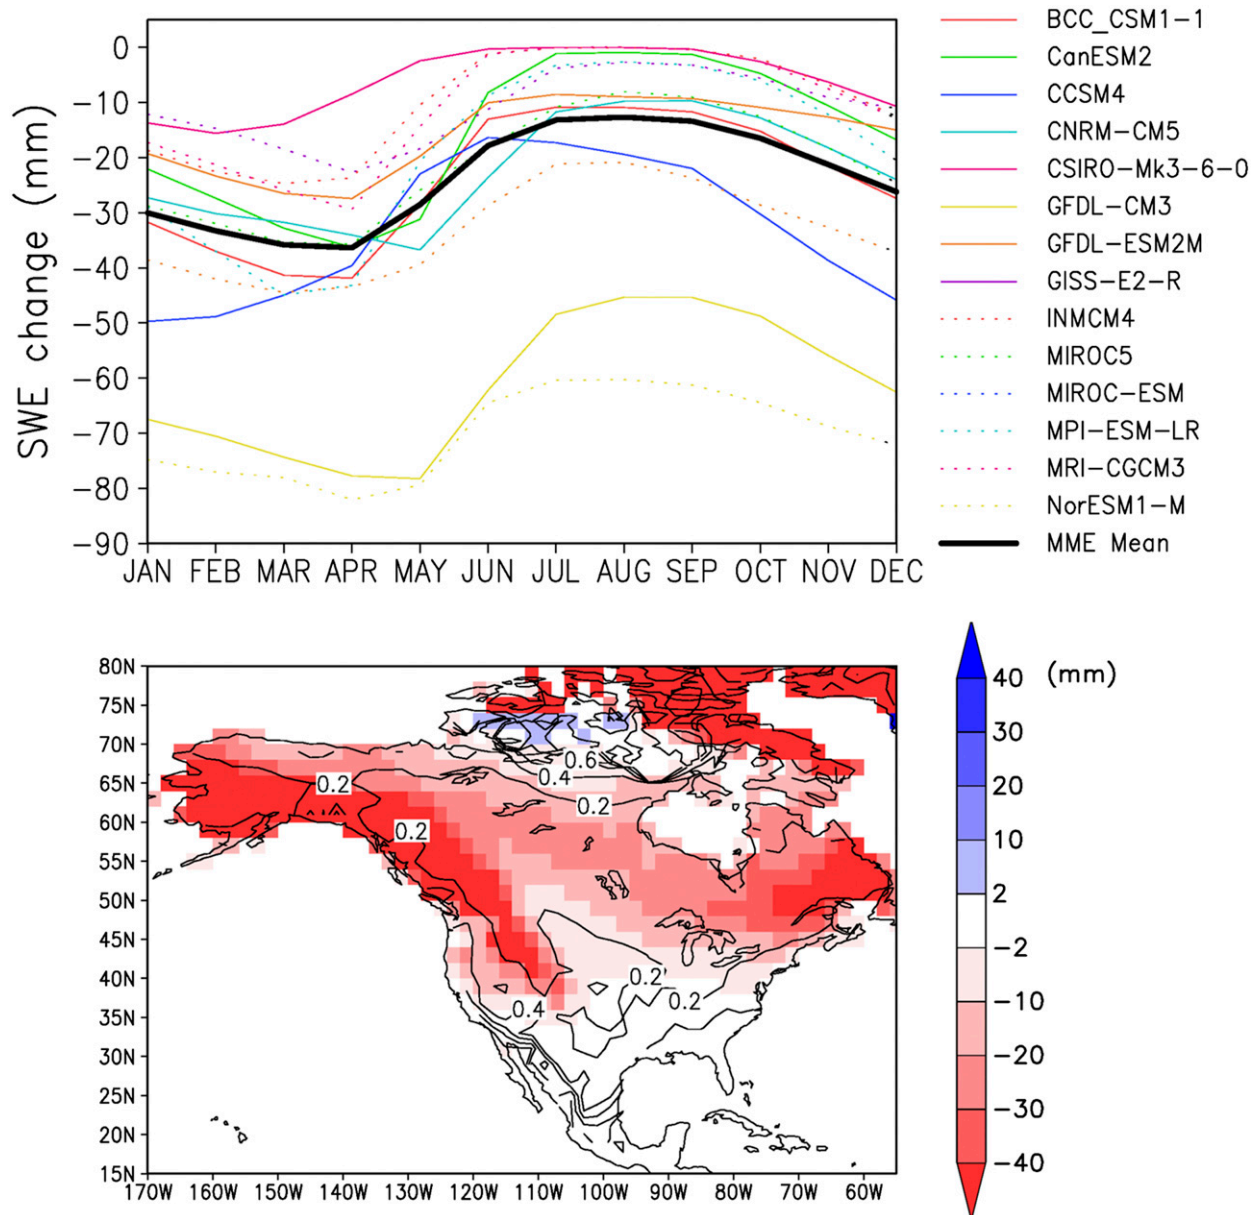 SWE change (mm)
0
-10
-20
-30
-40
-50
-60
-70
-80
-90
JAN FEB MAR APR MAY JUN JUL AUG SEP OCT NOV DEC
BCC_CSM1-1
CanESM2
CCSM4
CNRM-CM5
CSIRO-Mk3-6-0
GFDL-CM3
GFDL-ESM2M
GISS-E2-R
INMCM4
MIROC5
MIROC-ESM
MPI-ESM-LR
MRI-CGCM3
NorESM1-M
MME Mean
80N
75N
70N
65N
60N
55N
50N
45N
40N
35N
30N
25N
20N
15N
170W 160W 150W 140W 130W 120W 110W 100W 90W 80W 70W 60W
0.6
0.4
0.2
0.2
0.2
0.2
0.2
0.4
(mm)
40
30
20
10
2
-2
-10
-20
-30
-40